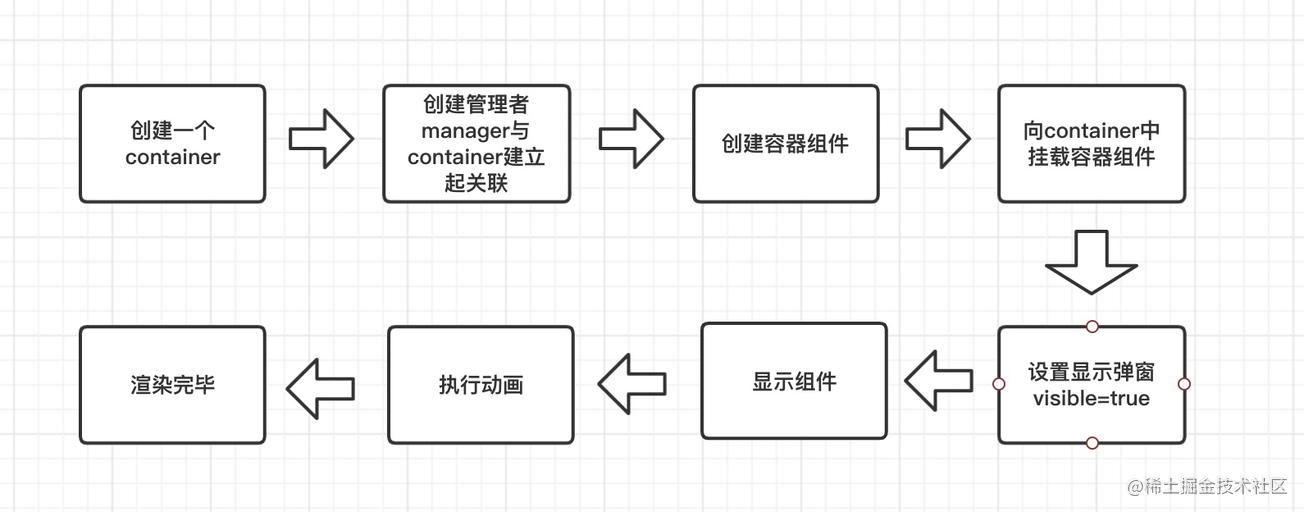 创建一个
container
创建管理者
manager与
container建立
起关联
创建容器组件
向container中
挂载容器组件
设置显示弹窗
visible=true
显示组件
执行动画
渲染完毕
@稀土掘金技术社区